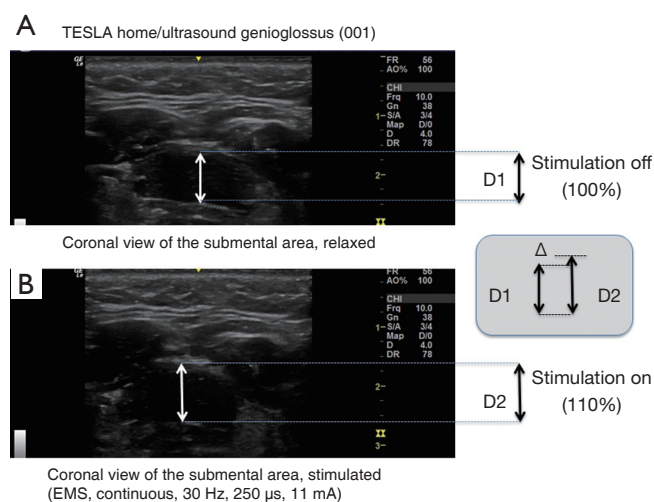 A
TESLA home/ultrasound genioglossus (001)
GE
FR 56
AO% 100
CHI
Frq 10.0
Gn 38
S/A 3/4
Map D/0
D 4.0
DR 78
1
2
D1
Stimulation off
(100%)
Coronal view of the submental area, relaxed
Δ
D1
D2
B
FR 56
AO% 100
CHI
Frq 10.0
Gn 38
S/A 3/4
Map D/0
D 4.0
DR 78
1
2
3
D2
Stimulation on
(110%)
Coronal view of the submental area, stimulated
(EMS, continuous, 30 Hz, 250 µs, 11 mA)